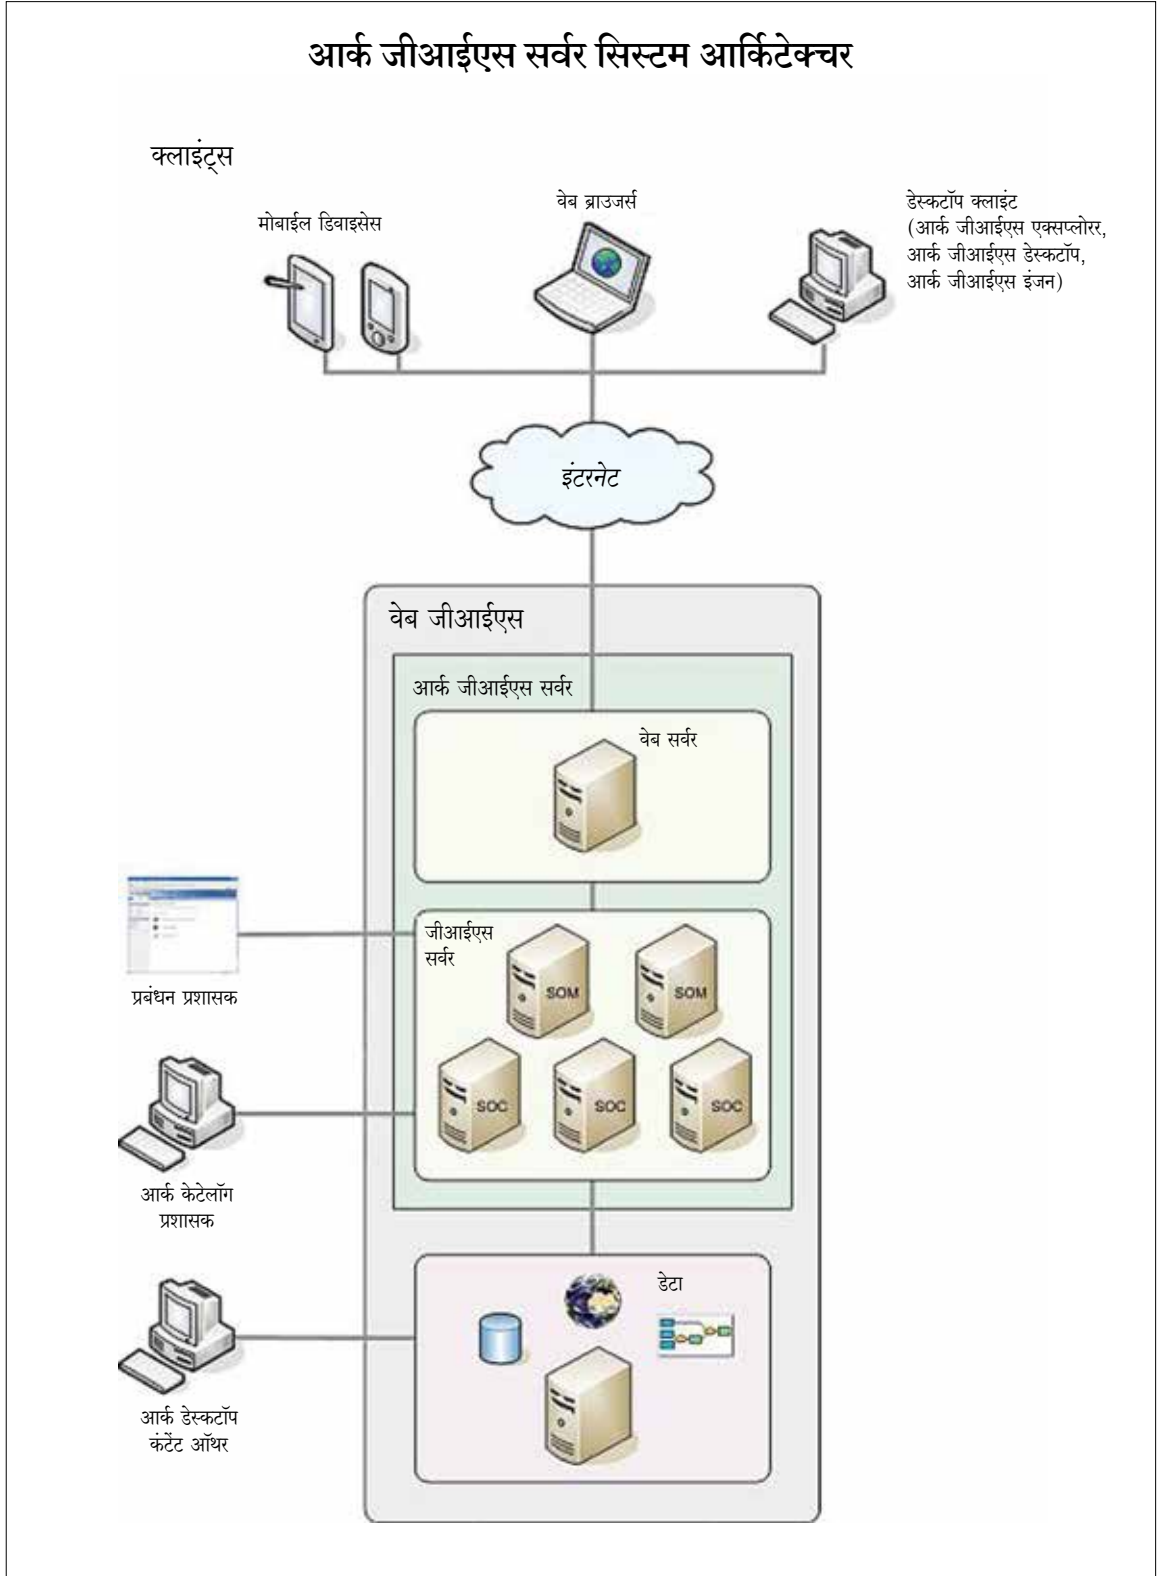 आर्क जीआईएस सर्वर सिस्टम आर्किटेक्चर
क्लाइंट्स
मोबाईल डिवाइसेस
वेब ब्राउजर्स
डेस्कटॉप क्लाइंट
(आर्क जीआईएस एक्सप्लोरर,
आर्क जीआईएस डेस्कटॉप,
आर्क जीआईएस इंजन)
इंटरनेट
वेब जीआईएस
आर्क जीआईएस सर्वर
वेब सर्वर
जीआईएस
सर्वर
SOM
SOM
SOC
SOC
SOC
प्रबंधन प्रशासक
आर्क केटेलॉग
प्रशासक
डेटा
आर्क डेस्कटॉप
कंटेंट ऑथर